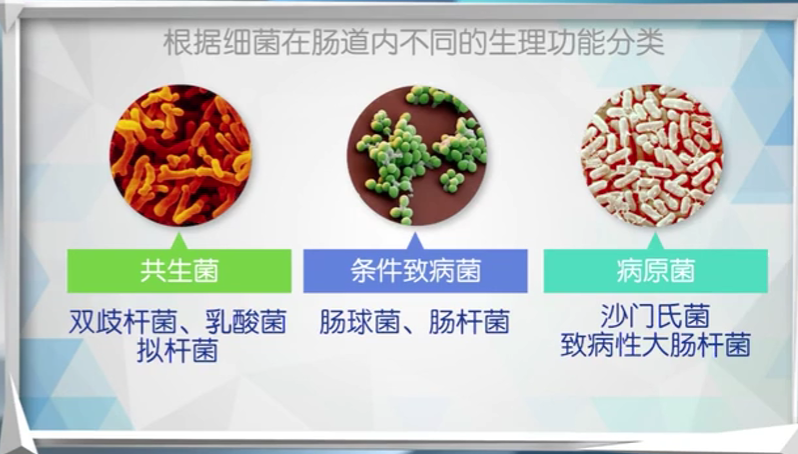 根据细菌在肠道内不同的生理功能分类
共生菌
双歧杆菌、乳酸菌
拟杆菌
条件致病菌
肠球菌、肠杆菌
病原菌
沙门氏菌
致病性大肠杆菌